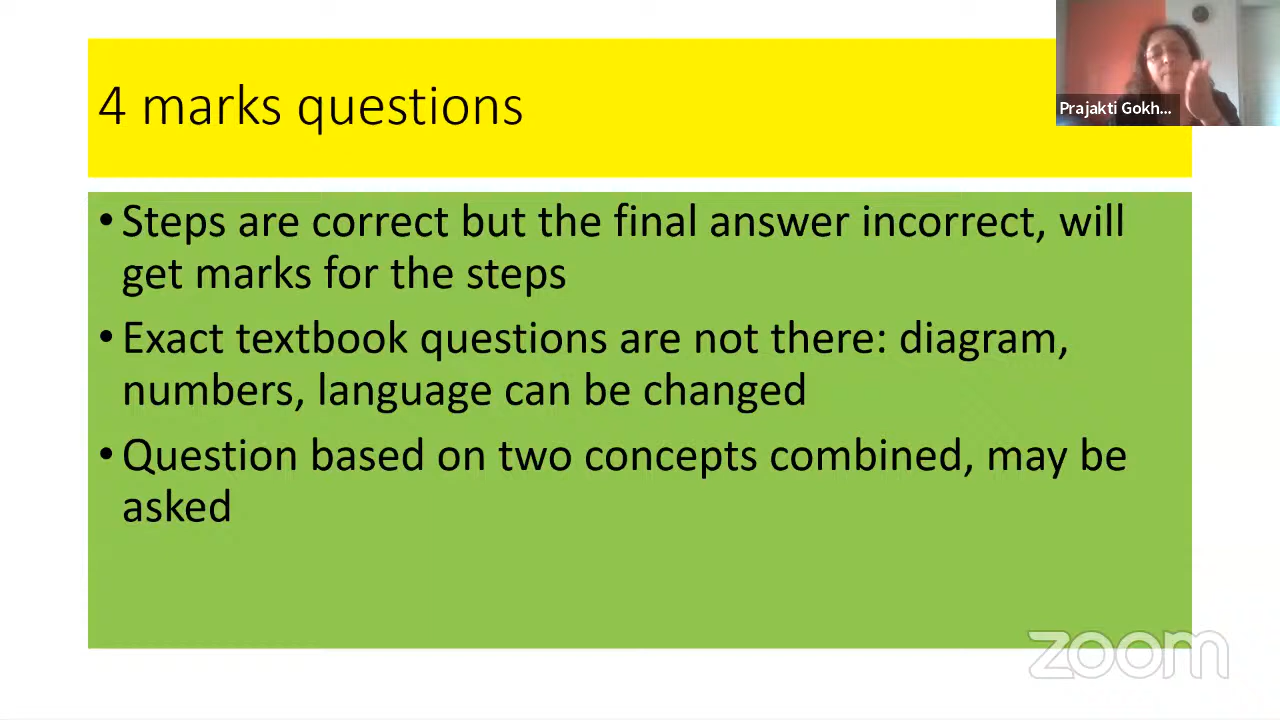 4 marks questions
Prajakti Gokh...
• Steps are correct but the final answer incorrect, will
get marks for the steps
• Exact textbook questions are not there: diagram,
numbers, language can be changed
• Question based on two concepts combined, may be
asked
zoom